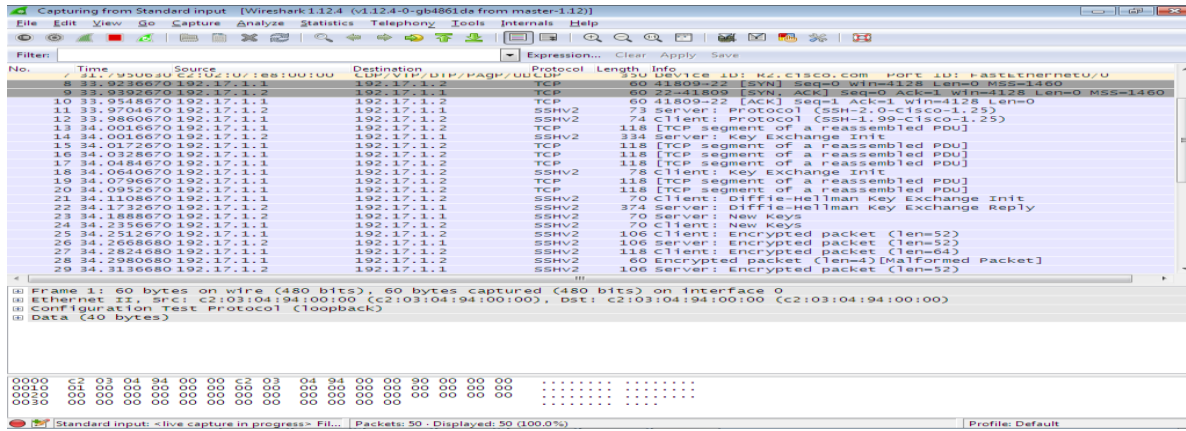 Capturing from Standard input   [Wireshark 1.12.4  (v1.12.4-0-gb4861da from master-1.12)]
File Edit View Go Capture Analyze Statistics Telephony Tools Internals Help
Filter: Expression... Clear Apply Save
No. Time Source Destination Protocol Length Info
7 31.7950630 c2:02:07:e8:00:00 CDP/VTP/DTP/PAgP/UD CDP 350 Device ID: R2.cisco.com Port ID: FastEthernet0/0
8 33.9236670 192.17.1.1 192.17.1.2 TCP 60 41809→22 [SYN] Seq=0 Win=4128 Len=0 MSS=1460
9 33.9392670 192.17.1.2 192.17.1.1 TCP 60 22→41809 [SYN, ACK] Seq=0 Ack=1 Win=4128 Len=0 MSS=1460
10 33.9548670 192.17.1.1 192.17.1.2 TCP 60 41809→22 [ACK] Seq=1 Ack=1 Win=4128 Len=0
11 33.9704670 192.17.1.2 192.17.1.1 SSHv2 73 Server: Protocol (SSH-2.0-Cisco-1.25)
12 33.9860670 192.17.1.1 192.17.1.2 SSHv2 74 Client: Protocol (SSH-1.99-Cisco-1.25)
13 34.0016670 192.17.1.1 192.17.1.2 TCP 118 [TCP segment of a reassembled PDU]
14 34.0016670 192.17.1.2 192.17.1.1 SSHv2 334 Server: Key Exchange Init
15 34.0172670 192.17.1.1 192.17.1.2 TCP 118 [TCP segment of a reassembled PDU]
16 34.0328670 192.17.1.1 192.17.1.2 TCP 118 [TCP segment of a reassembled PDU]
17 34.0484670 192.17.1.1 192.17.1.2 TCP 118 [TCP segment of a reassembled PDU]
18 34.0640670 192.17.1.1 192.17.1.2 SSHv2 78 Client: Key Exchange Init
19 34.0796670 192.17.1.1 192.17.1.2 TCP 118 [TCP segment of a reassembled PDU]
20 34.0952670 192.17.1.1 192.17.1.2 TCP 118 [TCP segment of a reassembled PDU]
21 34.1108670 192.17.1.1 192.17.1.2 SSHv2 70 Client: Diffie-Hellman Key Exchange Init
22 34.1732670 192.17.1.2 192.17.1.1 SSHv2 374 Server: Diffie-Hellman Key Exchange Reply
23 34.1888670 192.17.1.2 192.17.1.1 SSHv2 70 Server: New Keys
24 34.2356670 192.17.1.1 192.17.1.2 SSHv2 70 Client: New Keys
25 34.2512670 192.17.1.1 192.17.1.2 SSHv2 106 Client: Encrypted packet (len=52)
26 34.2668680 192.17.1.2 192.17.1.1 SSHv2 106 Server: Encrypted packet (len=52)
27 34.2824680 192.17.1.1 192.17.1.2 SSHv2 118 Client: Encrypted packet (len=64)
28 34.2980680 192.17.1.1 192.17.1.2 SSHv2 60 Encrypted packet (len=4)[Malformed Packet]
29 34.3136680 192.17.1.2 192.17.1.1 SSHv2 106 Server: Encrypted packet (len=52)
Frame 1: 60 bytes on wire (480 bits), 60 bytes captured (480 bits) on interface 0
Ethernet II, Src: c2:03:04:94:00:00 (c2:03:04:94:00:00), Dst: c2:03:04:94:00:00 (c2:03:04:94:00:00)
Configuration Test Protocol (loopback)
Data (40 bytes)
0000 c2 03 04 94 00 00 c2 03 04 94 00 00 90 00 00 00 ........ ........
0010 01 00 00 00 00 00 00 00 00 00 00 00 00 00 00 00 ........ ........
0020 00 00 00 00 00 00 00 00 00 00 00 00 00 00 00 00 ........ ........
0030 00 00 00 00 00 00 00 00 00 00 00 00 ........ ....
Standard input: <live capture in progress> Fil... Packets: 50 · Displayed: 50 (100.0%) Profile: Default